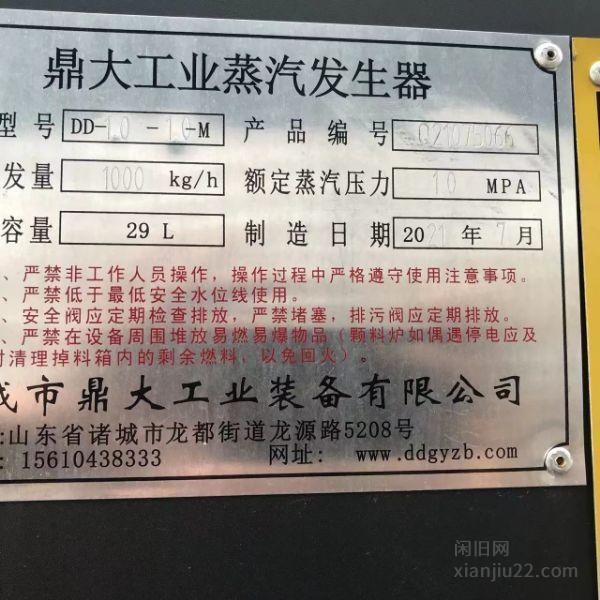 鼎大工业蒸汽发生器
型号 DD-1.0-1.0-M 产品编号 Q21075066
发量 1000 kg/h 额定蒸汽压力 1.0 MPA
容量 29 L 制造日期 2021年7月
、严禁非工作人员操作，操作过程中严格遵守使用注意事项。
、严禁低于最低安全水位线使用。
、安全阀应定期检查排放，严禁堵塞，排污阀应定期排放。
、严禁在设备周围堆放易燃易爆物品（颗料炉如偶遇停电应及
时清理掉料箱内的剩余燃料，以免回火）。
城市鼎大工业装备有限公司
:山东省诸城市龙都街道龙源路5208号
: 15610438333 网址: www.ddgyzb.com
闲旧网
xianjiu22.com